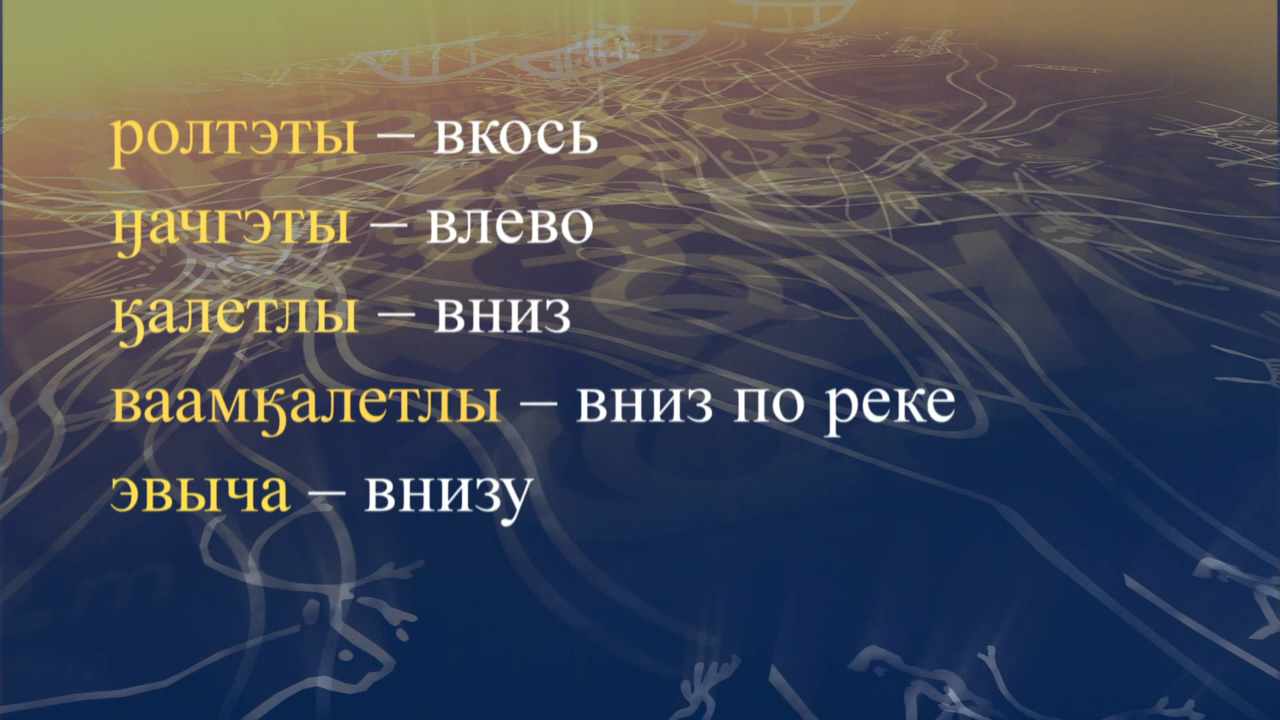 ролтэты – вкось
ӈачгэты – влево
ӄалетлы – вниз
ваамӄалетлы – вниз по реке
эвыча – внизу